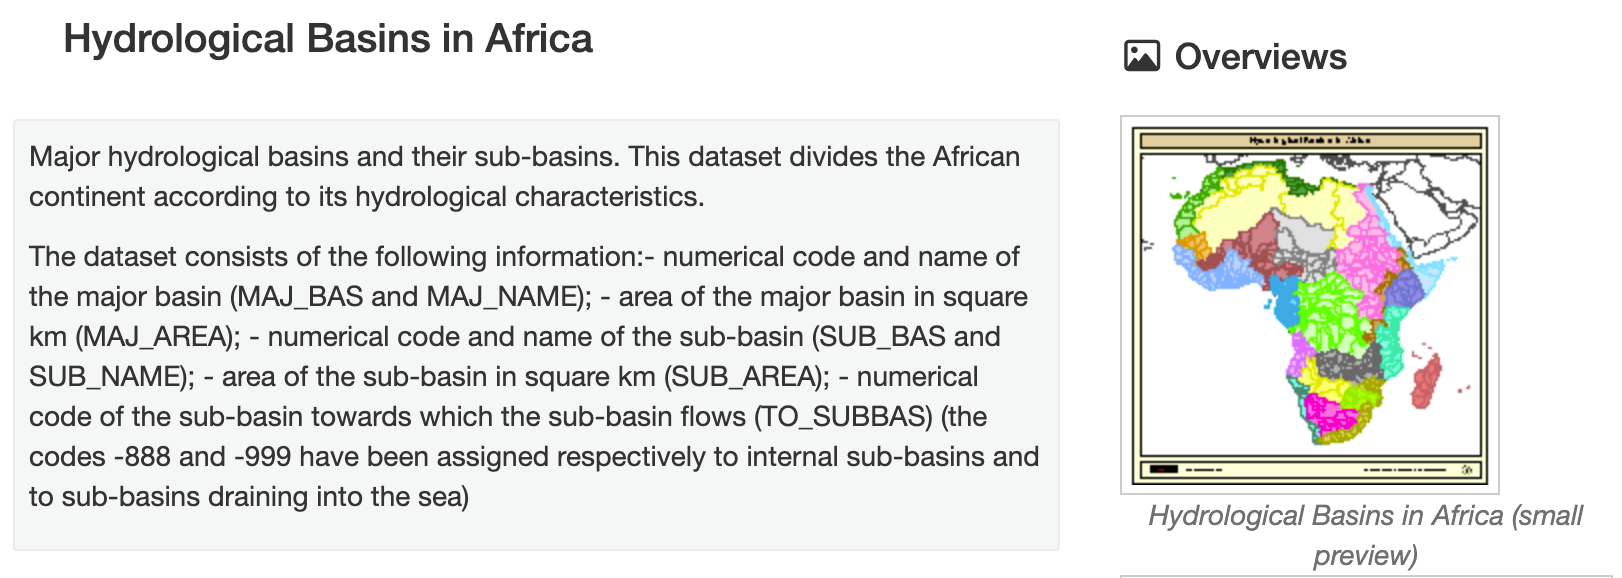 Hydrological Basins in Africa
Major hydrological basins and their sub-basins. This dataset divides the African
continent according to its hydrological characteristics.
The dataset consists of the following information:- numerical code and name of
the major basin (MAJ_BAS and MAJ_NAME); - area of the major basin in square
km (MAJ_AREA); - numerical code and name of the sub-basin (SUB_BAS and
SUB_NAME); - area of the sub-basin in square km (SUB_AREA); - numerical
code of the sub-basin towards which the sub-basin flows (TO_SUBBAS) (the
codes -888 and -999 have been assigned respectively to internal sub-basins and
to sub-basins draining into the sea)
Overviews
Hydrological Basins in Africa (small
preview)